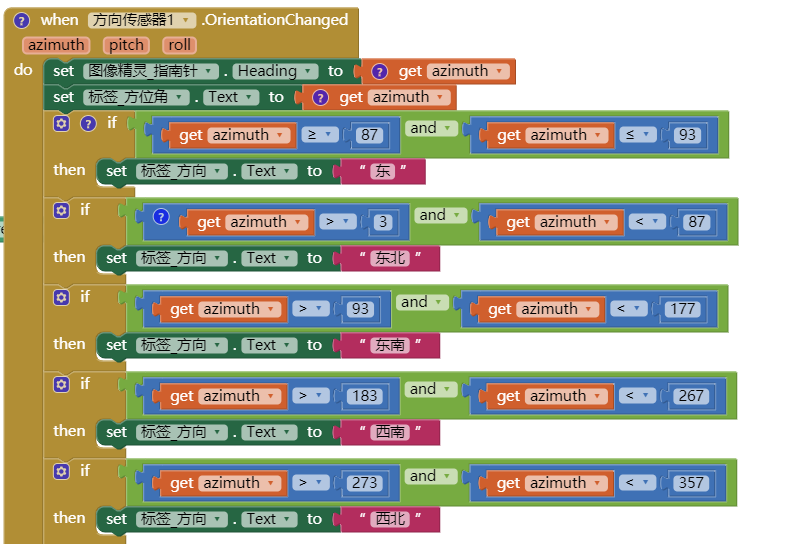 when 方向传感器1 .OrientationChanged
azimuth pitch roll
do set 图像精灵_指南针 . Heading to get azimuth
set 标签_方位角 . Text to get azimuth
if get azimuth ≥ 87 and get azimuth ≤ 93
then set 标签_方向 . Text to “ 东 ”
if get azimuth > 3 and get azimuth < 87
then set 标签_方向 . Text to “ 东北 ”
if get azimuth > 93 and get azimuth < 177
then set 标签_方向 . Text to “ 东南 ”
if get azimuth > 183 and get azimuth < 267
then set 标签_方向 . Text to “ 西南 ”
if get azimuth > 273 and get azimuth < 357
then set 标签_方向 . Text to “ 西北 ”